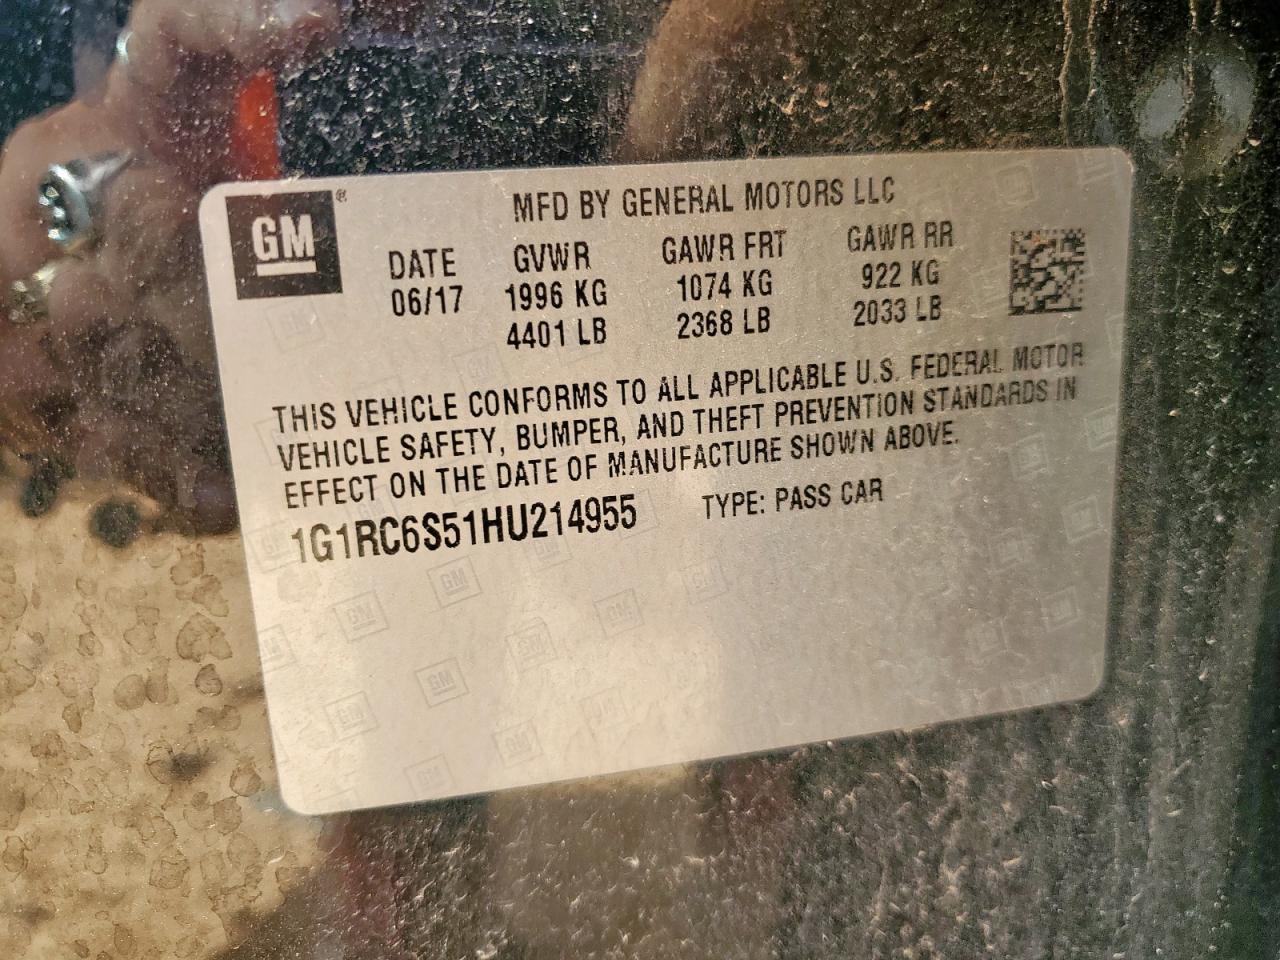 GM®
MFD BY GENERAL MOTORS LLC
DATE GVWR GAWR FRT GAWR RR
06/17 1996 KG 1074 KG 922 KG
4401 LB 2368 LB 2033 LB
THIS VEHICLE CONFORMS TO ALL APPLICABLE U.S. FEDERAL MOTOR
VEHICLE SAFETY, BUMPER, AND THEFT PREVENTION STANDARDS IN
EFFECT ON THE DATE OF MANUFACTURE SHOWN ABOVE.
1G1RC6S51HU214955 TYPE: PASS CAR